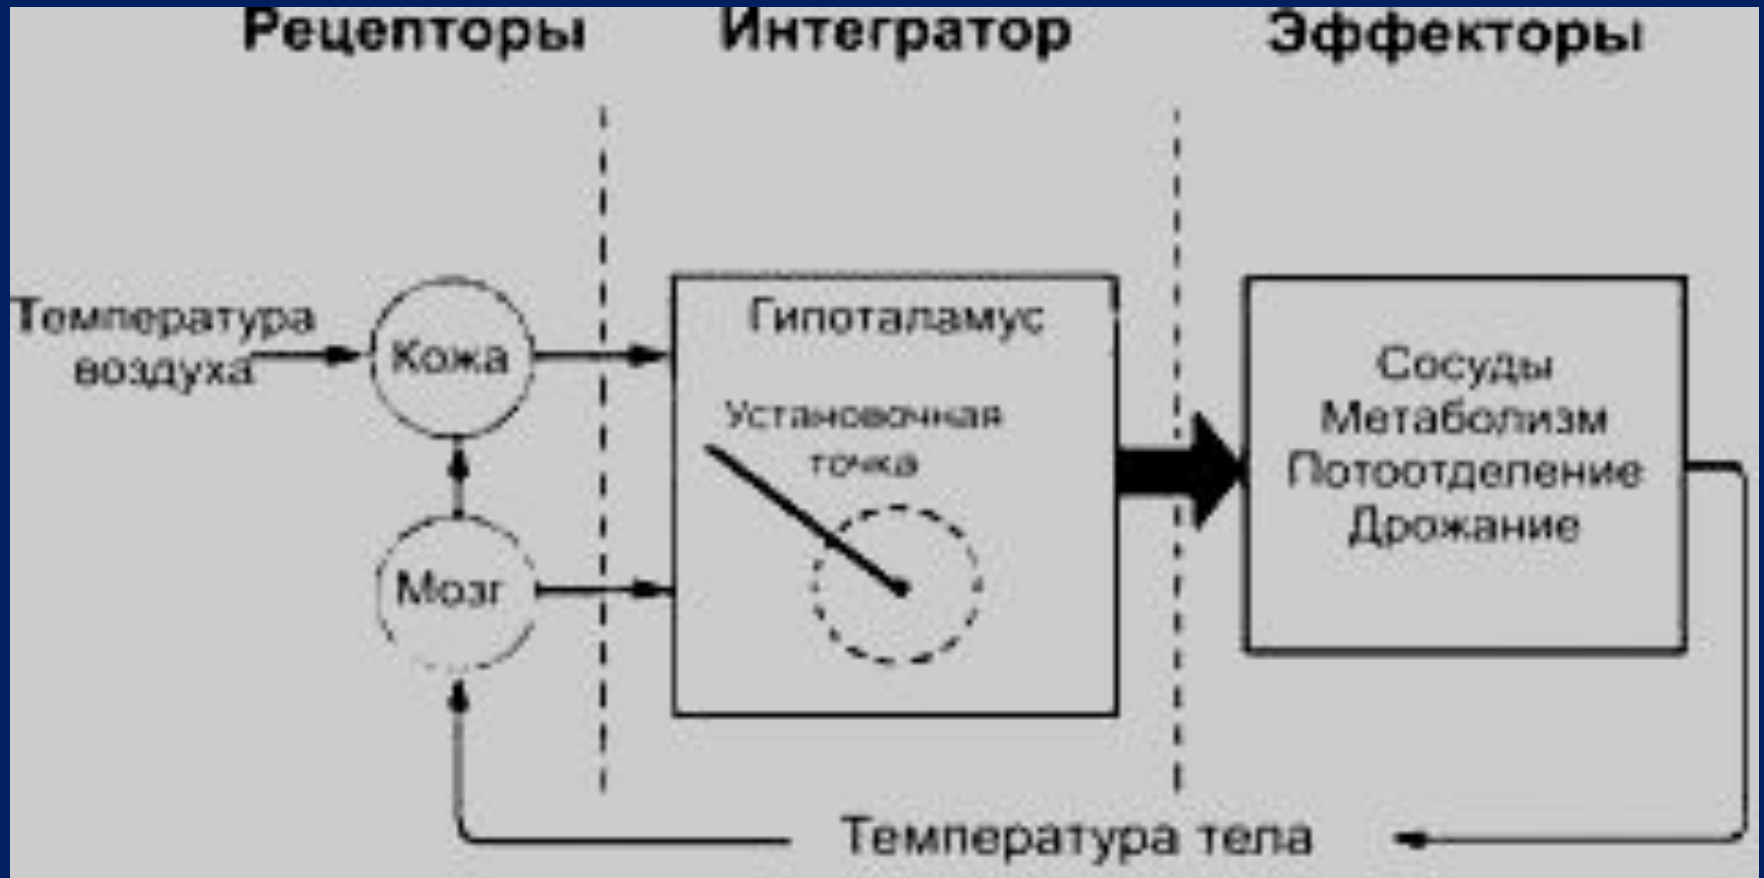 Рецепторы
Интегратор
Эффекторы
Температура
воздуха
Кожа
Мозг
Гипоталамус
Установочная
точка
Сосуды
Метаболизм
Потоотделение
Дрожание
Температура тела